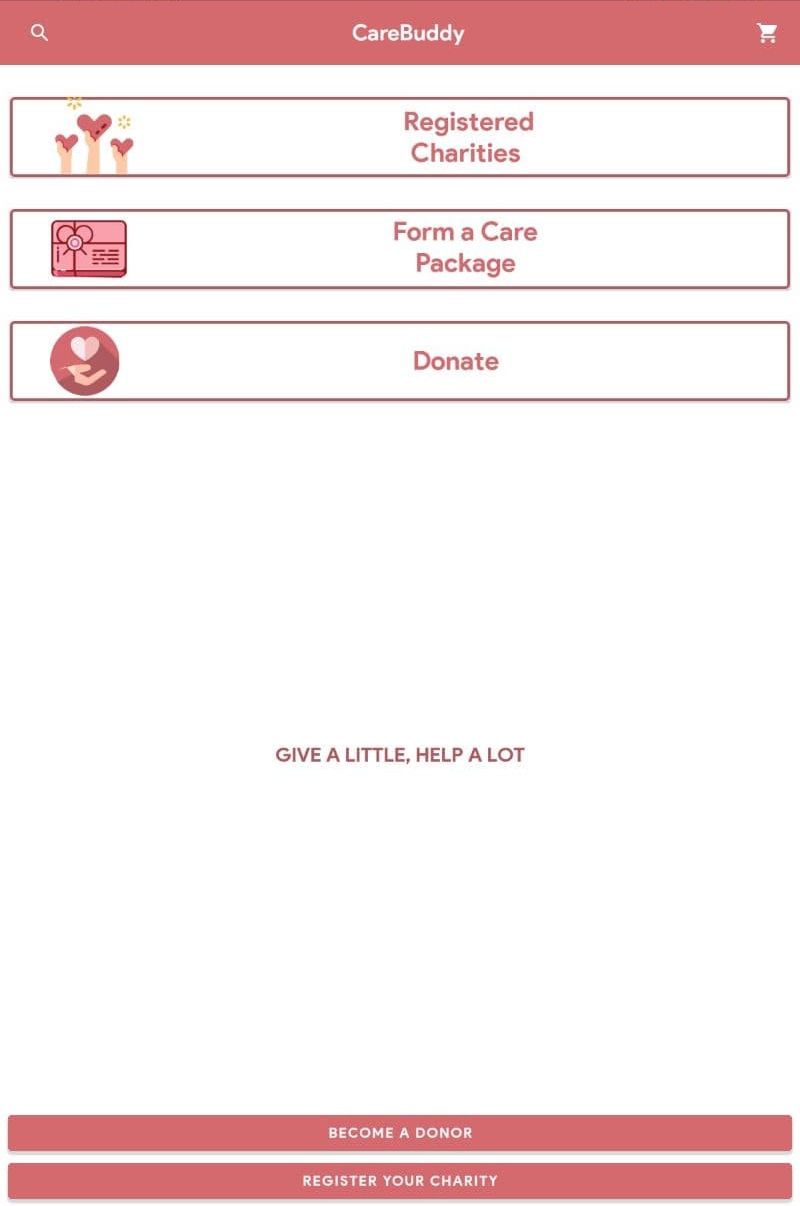 CareBuddy
Registered
Charities
Form a Care
Package
Donate
GIVE A LITTLE, HELP A LOT
BECOME A DONOR
REGISTER YOUR CHARITY